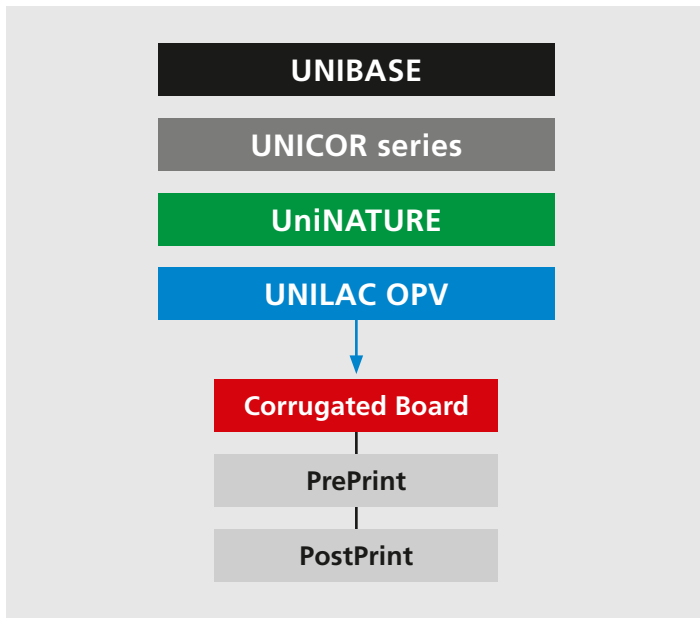 UNIBASE
UNICOR series
UniNATURE
UNILAC OPV
Corrugated Board
PrePrint
PostPrint